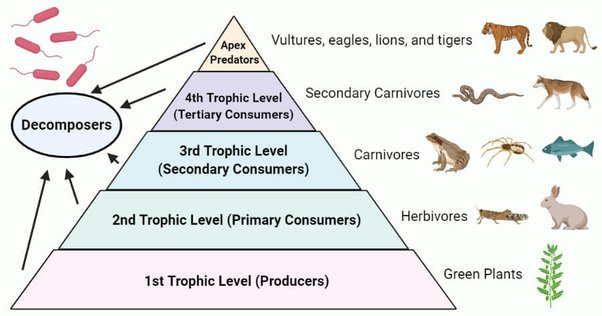 Apex
Predators
Vultures, eagles, lions, and tigers
4th Trophic Level
(Tertiary Consumers)
Secondary Carnivores
Decomposers
3rd Trophic Level
(Secondary Consumers)
Carnivores
2nd Trophic Level (Primary Consumers)
Herbivores
1st Trophic Level (Producers)
Green Plants